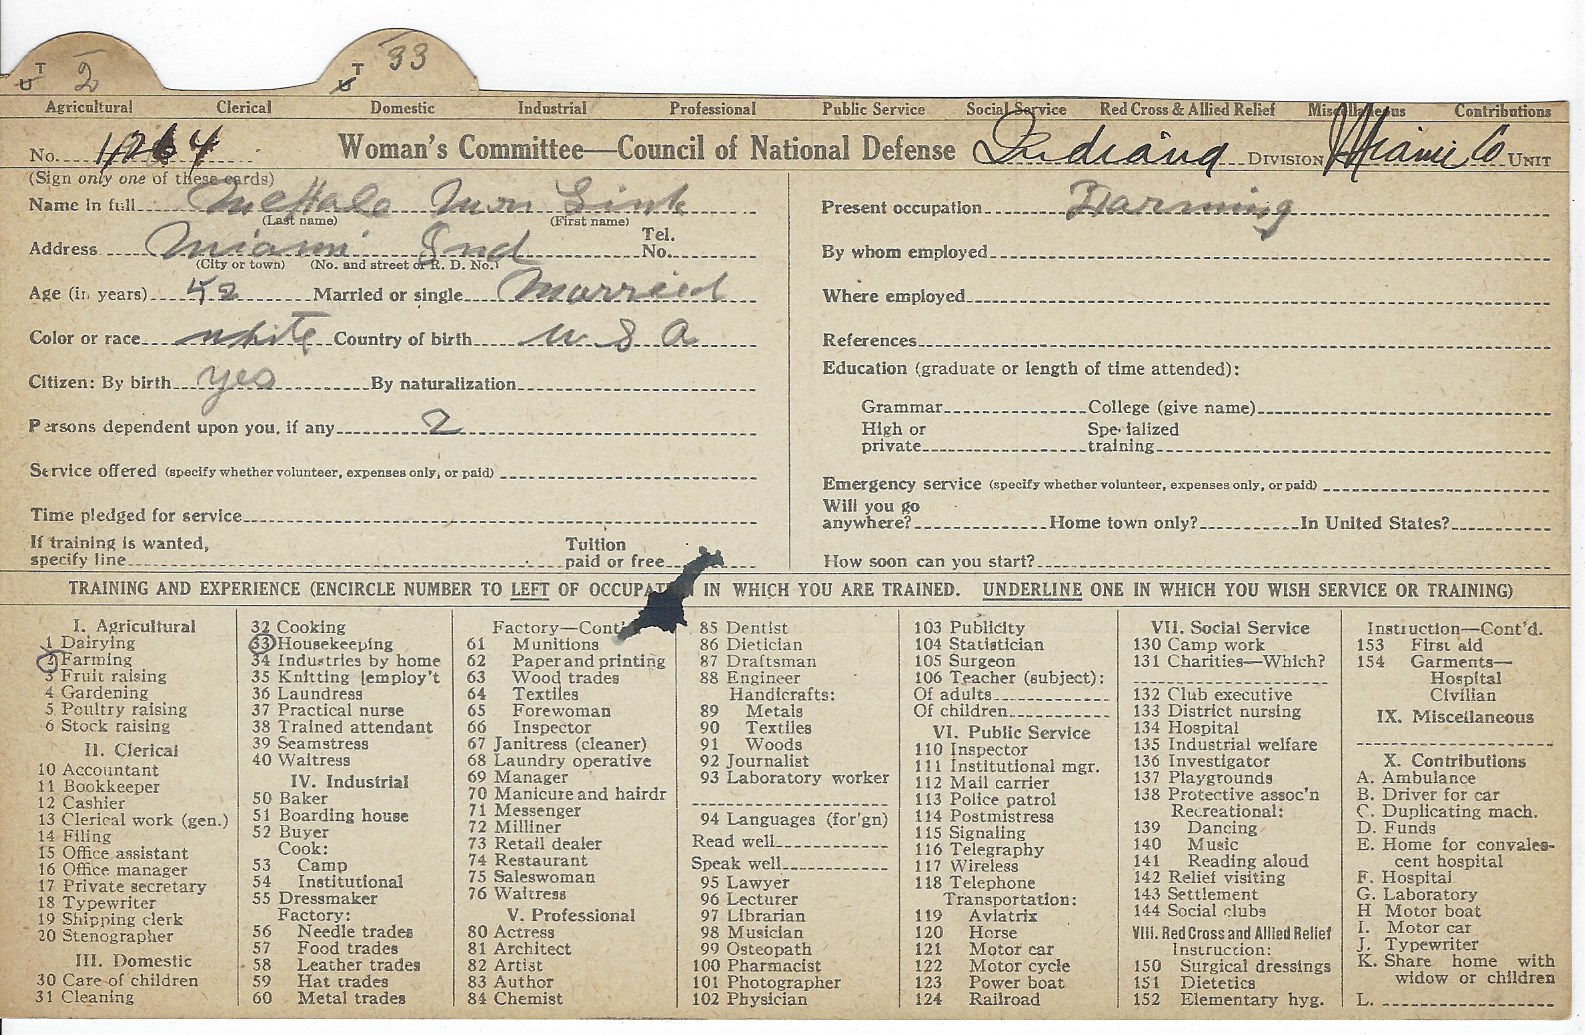 T U 2 T U 33
Agricultural Clerical Domestic Industrial Professional Public Service Social Service Red Cross & Allied Relief Miscellaneous Contributions
No. 1264 Woman's Committee—Council of National Defense Indiana DIVISION Miami Co UNIT
(Sign only one of these cards)
Name in full Mrs
(Last name) (First name)
Address Miami Ind Tel. No.
(City or town) (No. and street or R. D. No.)
Age (in years) 42 Married or single Married
Color or race white Country of birth U S A
Citizen: By birth yes By naturalization
Persons dependent upon you, if any 2
Service offered (specify whether volunteer, expenses only, or paid)
Time pledged for service
If training is wanted, specify line Tuition paid or free
Present occupation Farming
By whom employed
Where employed
References
Education (graduate or length of time attended):
Grammar College (give name)
High or private Specialized training
Emergency service (specify whether volunteer, expenses only, or paid)
Will you go anywhere? Home town only? In United States?
How soon can you start?
TRAINING AND EXPERIENCE (ENCIRCLE NUMBER TO LEFT OF OCCUPATION IN WHICH YOU ARE TRAINED. UNDERLINE ONE IN WHICH YOU WISH SERVICE OR TRAINING)
I. Agricultural
1 Dairying
2 Farming
3 Fruit raising
4 Gardening
5 Poultry raising
6 Stock raising
II. Clerical
10 Accountant
11 Bookkeeper
12 Cashier
13 Clerical work (gen.)
14 Filing
15 Office assistant
16 Office manager
17 Private secretary
18 Typewriter
19 Shipping clerk
20 Stenographer
III. Domestic
30 Care of children
31 Cleaning
32 Cooking
33 Housekeeping
34 Industries by home
35 Knitting [employ't
36 Laundress
37 Practical nurse
38 Trained attendant
39 Seamstress
40 Waitress
IV. Industrial
50 Baker
51 Boarding house
52 Buyer
Cook:
53 Camp
54 Institutional
55 Dressmaker
Factory:
56 Needle trades
57 Food trades
58 Leather trades
59 Hat trades
60 Metal trades
Factory—Cont'
61 Munitions
62 Paper and printing
63 Wood trades
64 Textiles
65 Forewoman
66 Inspector
67 Janitress (cleaner)
68 Laundry operative
69 Manager
70 Manicure and hairdr
71 Messenger
72 Milliner
73 Retail dealer
74 Restaurant
75 Saleswoman
76 Waitress
V. Professional
80 Actress
81 Architect
82 Artist
83 Author
84 Chemist
85 Dentist
86 Dietician
87 Draftsman
88 Engineer
Handicrafts:
89 Metals
90 Textiles
91 Woods
92 Journalist
93 Laboratory worker
94 Languages (for'gn)
Read well
Speak well
95 Lawyer
96 Lecturer
97 Librarian
98 Musician
99 Osteopath
100 Pharmacist
101 Photographer
102 Physician
103 Publicity
104 Statistician
105 Surgeon
106 Teacher (subject):
Of adults
Of children
VI. Public Service
110 Inspector
111 Institutional mgr.
112 Mail carrier
113 Police patrol
114 Postmistress
115 Signaling
116 Telegraphy
117 Wireless
118 Telephone
Transportation:
119 Aviatrix
120 Horse
121 Motor car
122 Motor cycle
123 Power boat
124 Railroad
VII. Social Service
130 Camp work
131 Charities—Which?
132 Club executive
133 District nursing
134 Hospital
135 Industrial welfare
136 Investigator
137 Playgrounds
138 Protective assoc'n
Recreational:
139 Dancing
140 Music
141 Reading aloud
142 Relief visiting
143 Settlement
144 Social clubs
VIII. Red Cross and Allied Relief
Instruction:
150 Surgical dressings
151 Dietetics
152 Elementary hyg.
Instruction—Cont'd.
153 First aid
154 Garments—
Hospital
Civilian
IX. Miscellaneous
X. Contributions
A. Ambulance
B. Driver for car
C. Duplicating mach.
D. Funds
E. Home for convales-
cent hospital
F. Hospital
G. Laboratory
H Motor boat
I. Motor car
J. Typewriter
K. Share home with
widow or children
L.